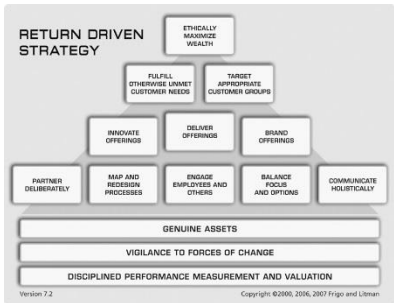 RETURN DRIVEN
STRATEGY
ETHICALLY
MAXIMIZE
WEALTH
FULFILL
OTHERWISE UNMET
CUSTOMER NEEDS
TARGET
APPROPRIATE
CUSTOMER GROUPS
INNOVATE
OFFERINGS
DELIVER
OFFERINGS
BRAND
OFFERINGS
PARTNER
DELIBERATELY
MAP AND
REDESIGN
PROCESSES
ENGAGE
EMPLOYEES AND
OTHERS
BALANCE
FOCUS
AND OPTIONS
COMMUNICATE
HOLISTICALLY
GENUINE ASSETS
VIGILANCE TO FORCES OF CHANGE
DISCIPLINED PERFORMANCE MEASUREMENT AND VALUATION
Version 7.2
Copyright ©2000, 2006, 2007 Frigo and Litman